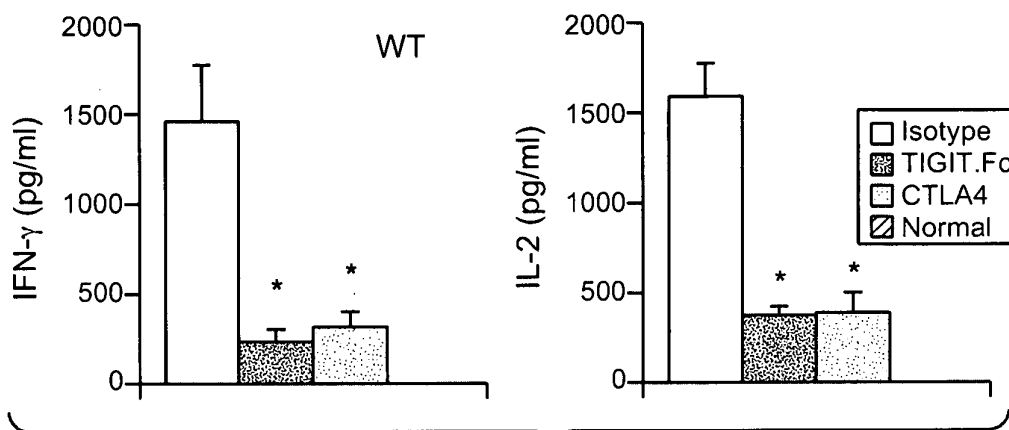 2000
1500
1000
500
0
IFN-γ (pg/ml)
WT
*
*
2000
1500
1000
500
0
IL-2 (pg/ml)
*
*
Isotype
TIGIT.Fc
CTLA4
Normal